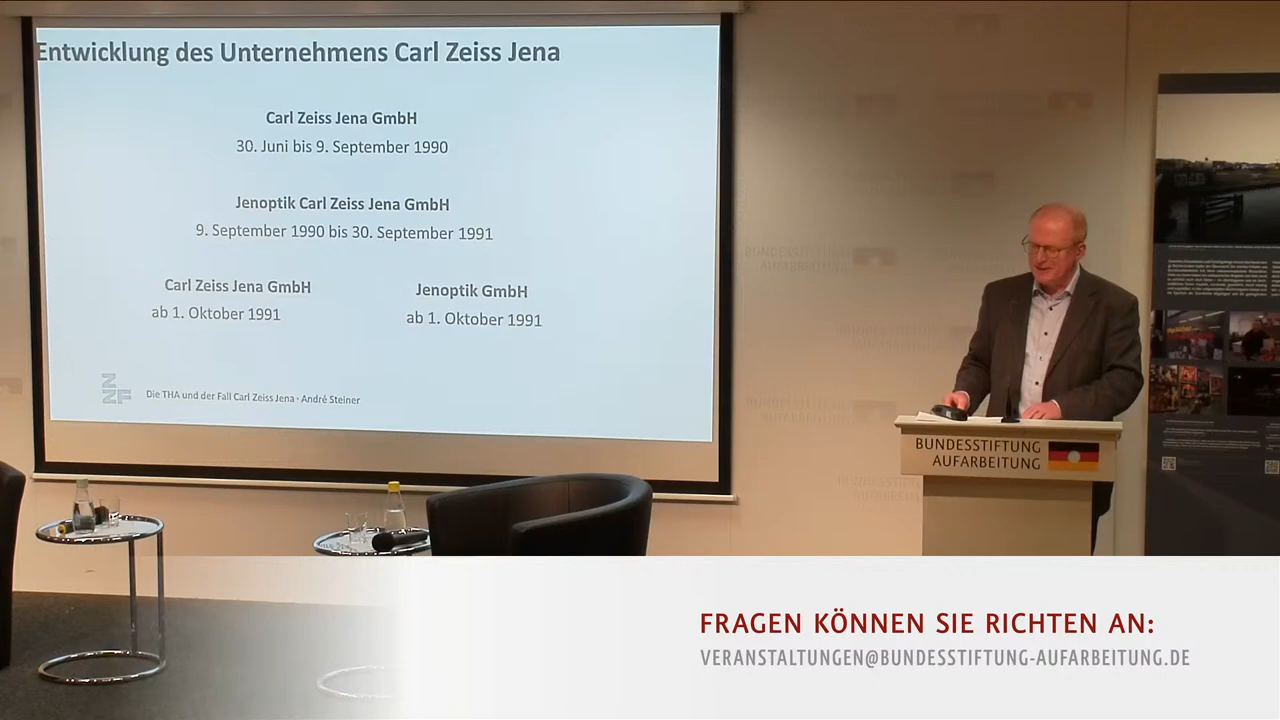 Entwicklung des Unternehmens Carl Zeiss Jena
Carl Zeiss Jena GmbH
30. Juni bis 9. September 1990
Jenoptik Carl Zeiss Jena GmbH
9. September 1990 bis 30. September 1991
Carl Zeiss Jena GmbH
ab 1. Oktober 1991
Jenoptik GmbH
ab 1. Oktober 1991
ZZF
Die THA und der Fall Carl Zeiss Jena · André Steiner
BUNDESSTIFTUNG
AUFARBEITUNG
BUNDESSTIFTUNG
AUFARBEITUNG
FRAGEN KÖNNEN SIE RICHTEN AN:
VERANSTALTUNGEN@BUNDESSTIFTUNG-AUFARBEITUNG.DE